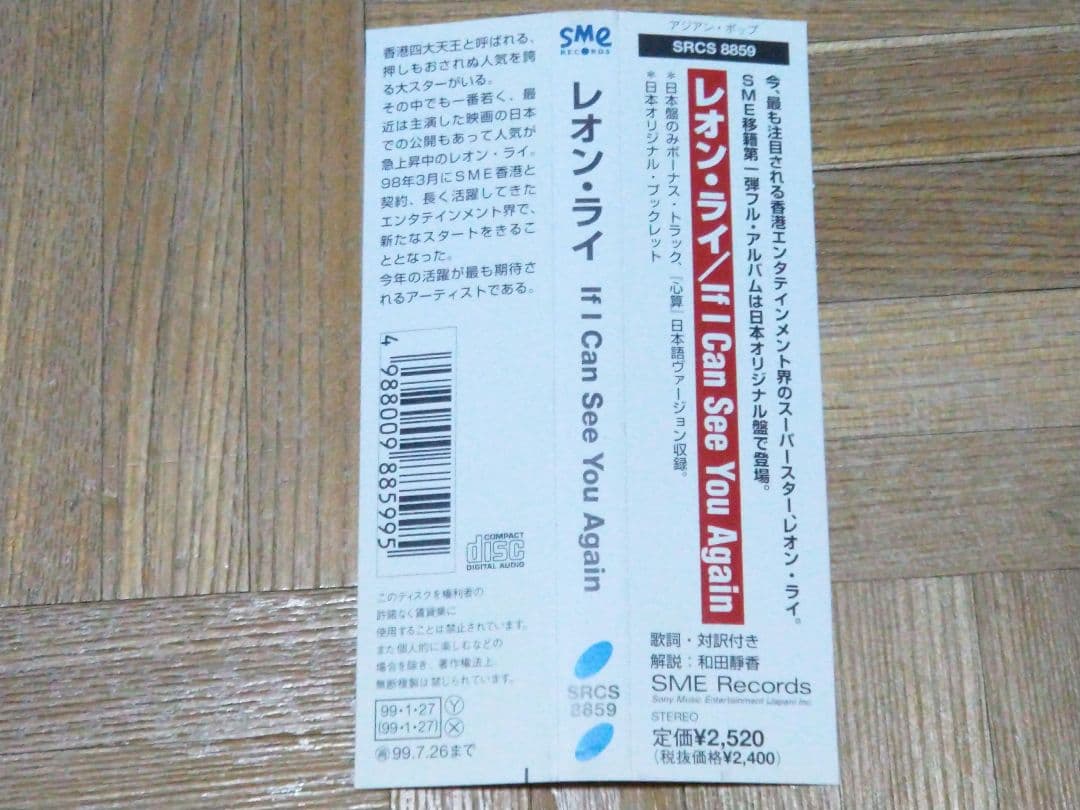 香港四大天王と呼ばれる、
押しもおされぬ人気を誇
る大スターがいる。
その中でも一番若く、最
近は主演した映画の日本
での公開もあって人気が
急上昇中のレオン・ライ。
98年3月にSME香港と
契約、長く活躍してきた
エンタテインメント界で、
新たなスタートをきるこ
ととなった。
今年の活躍が最も期待さ
れるアーティストである。
4 988009 885995
COMPACT
disc
DIGITAL AUDIO
このディスクを権利者の
許諾なく賃貸業に
使用することは禁止されています。
また個人的に楽しむなどの
場合を除き、著作権法上
無断複製は禁じられています。
99・1・27 Y
(99・1・27) X
再 99.7.26まで
SMe
RECORDS
レオン・ライ If I Can See You Again
SRCS
8859
アジアン・ポップ
SRCS 8859
今、最も注目される香港エンタテインメント界のスーパースター、レオン・ライ。
SME移籍第一弾フル・アルバムは日本オリジナル盤で登場。
レオン・ライ/If I Can See You Again
*日本盤のみボーナス・トラック、「心算」日本語ヴァージョン収録。
*日本オリジナル・ブックレット
歌詞・対訳付き
解説:和田靜香
SME Records
Sony Music Entertainment (Japan) Inc.
STEREO
定価¥2,520
(税抜価格¥2,400)